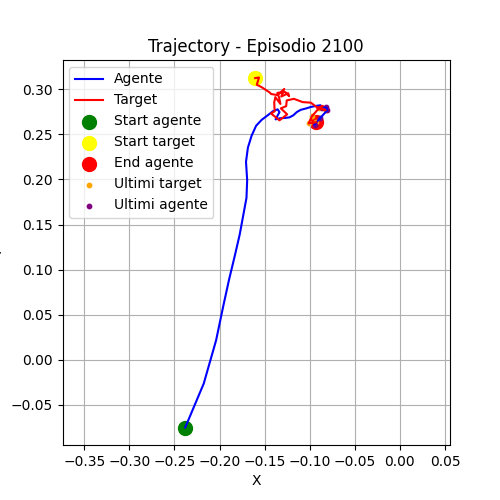 Trajectory - Episodio 2100
Agente
Target
Start agente
Start target
End agente
Ultimi target
Ultimi agente
0.30
0.25
0.20
0.15
0.10
0.05
0.00
−0.05
−0.35 −0.30 −0.25 −0.20 −0.15 −0.10 −0.05 0.00 0.05
X